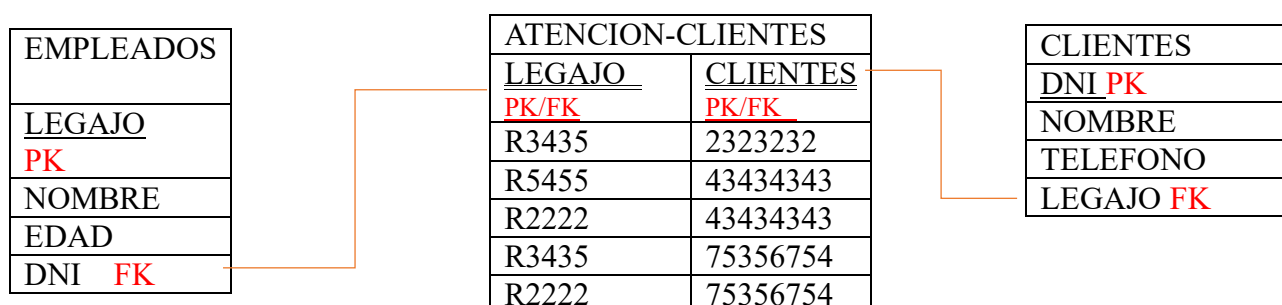 EMPLEADOS
LEGAJO
PK
NOMBRE
EDAD
DNI FK
ATENCION-CLIENTES
LEGAJO CLIENTES
PK/FK PK/FK
R3435 2323232
R5455 43434343
R2222 43434343
R3435 75356754
R2222 75356754
CLIENTES
DNI PK
NOMBRE
TELEFONO
LEGAJO FK